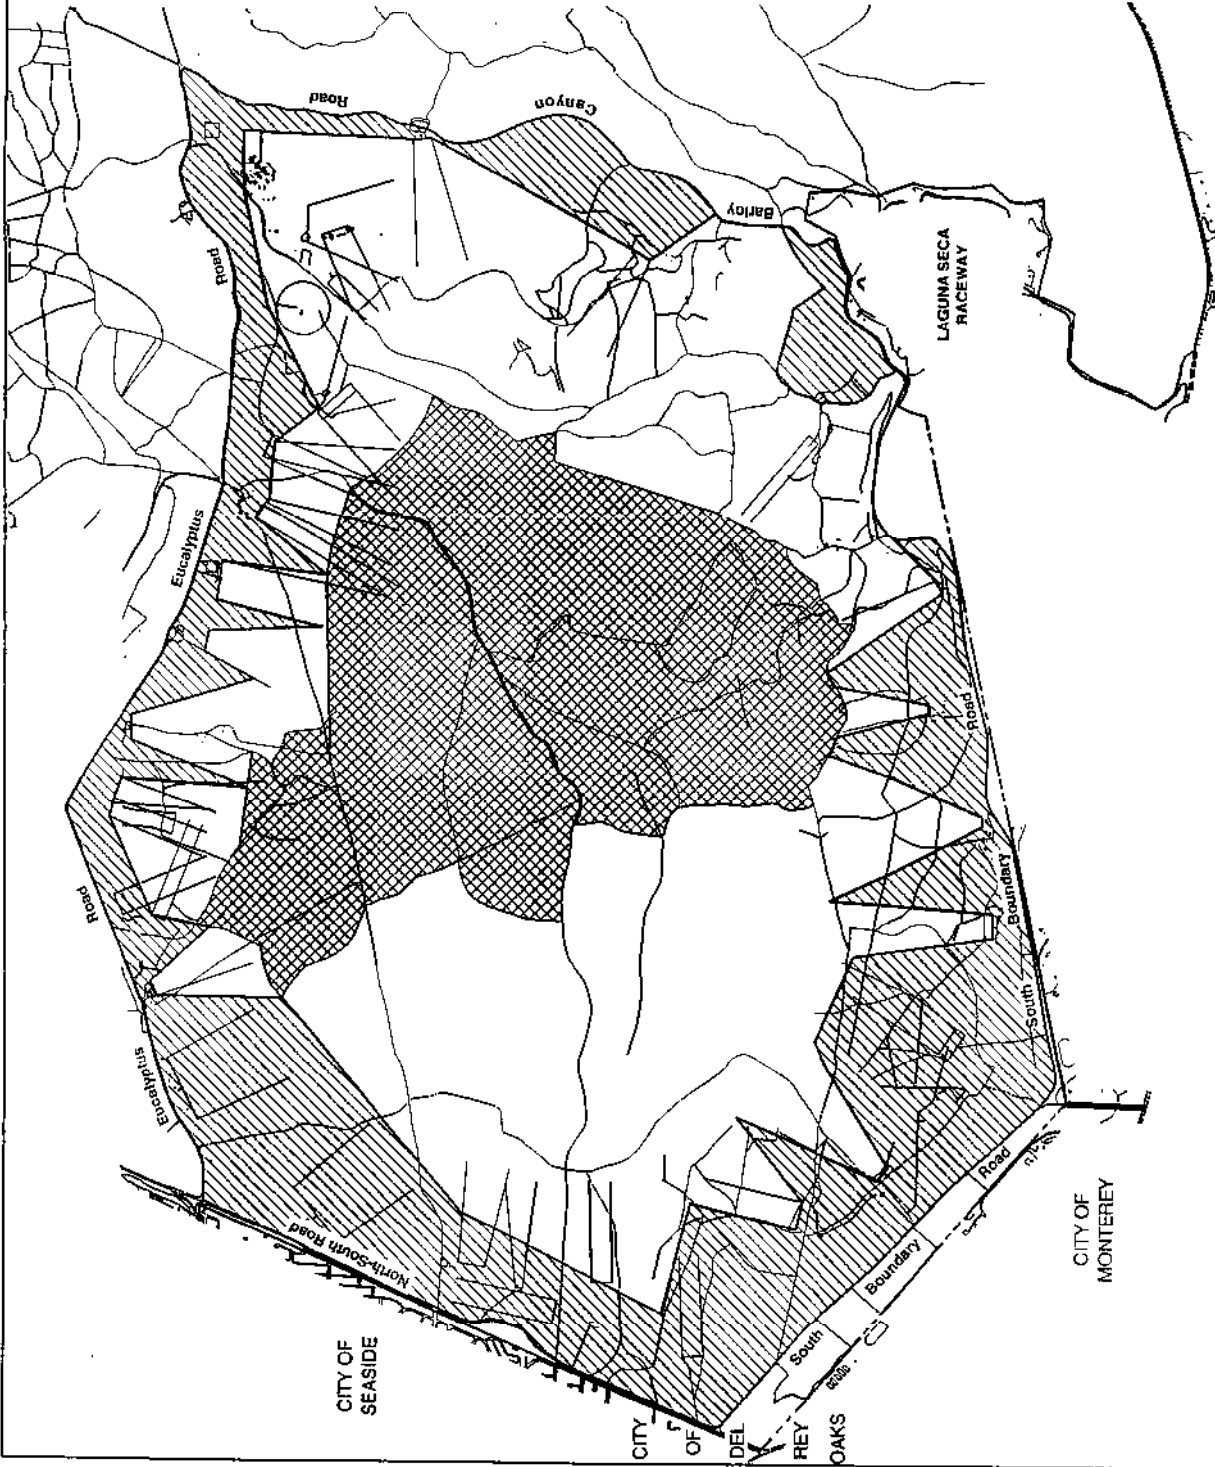 Road
Canyon
Barloy
Road
LAGUNA SECA
RACEWAY
Eucalyptus
Road
Road
Boundary
South
Eucalyptus
North-South Road
Road
Boundary
South
CITY OF
SEASIDE
CITY OF
MONTEREY
CITY
OF
DEL
REY
OAKS